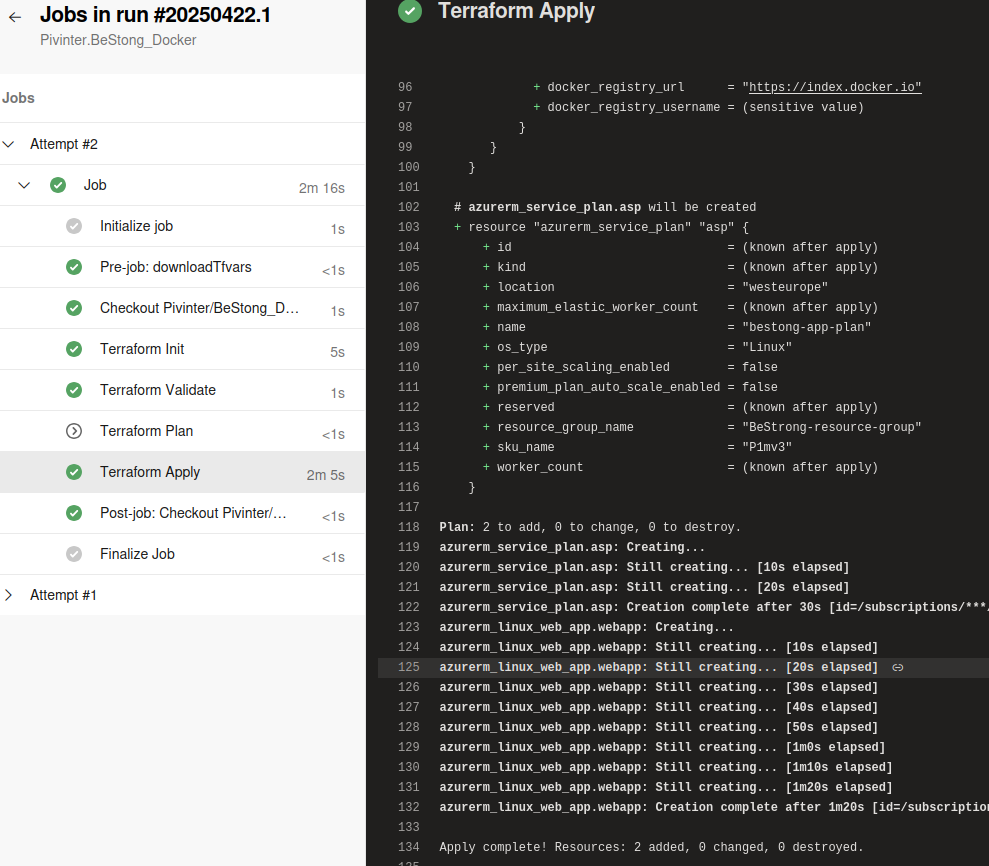 Jobs in run #20250422.1
Pivinter.BeStong_Docker
Jobs
Attempt #2
Job 2m 16s
Initialize job 1s
Pre-job: downloadTfvars <1s
Checkout Pivinter/BeStong_D... 1s
Terraform Init 5s
Terraform Validate 1s
Terraform Plan <1s
Terraform Apply 2m 5s
Post-job: Checkout Pivinter/... <1s
Finalize Job <1s
Attempt #1
Terraform Apply
96 + docker_registry_url = "https://index.docker.io"
97 + docker_registry_username = (sensitive value)
98 }
99 }
100 }
101
102 # azurerm_service_plan.asp will be created
103 + resource "azurerm_service_plan" "asp" {
104 + id = (known after apply)
105 + kind = (known after apply)
106 + location = "westeurope"
107 + maximum_elastic_worker_count = (known after apply)
108 + name = "bestong-app-plan"
109 + os_type = "Linux"
110 + per_site_scaling_enabled = false
111 + premium_plan_auto_scale_enabled = false
112 + reserved = (known after apply)
113 + resource_group_name = "BeStrong-resource-group"
114 + sku_name = "P1mv3"
115 + worker_count = (known after apply)
116 }
117
118 Plan: 2 to add, 0 to change, 0 to destroy.
119 azurerm_service_plan.asp: Creating...
120 azurerm_service_plan.asp: Still creating... [10s elapsed]
121 azurerm_service_plan.asp: Still creating... [20s elapsed]
122 azurerm_service_plan.asp: Creation complete after 30s [id=/subscriptions/***/
123 azurerm_linux_web_app.webapp: Creating...
124 azurerm_linux_web_app.webapp: Still creating... [10s elapsed]
125 azurerm_linux_web_app.webapp: Still creating... [20s elapsed]
126 azurerm_linux_web_app.webapp: Still creating... [30s elapsed]
127 azurerm_linux_web_app.webapp: Still creating... [40s elapsed]
128 azurerm_linux_web_app.webapp: Still creating... [50s elapsed]
129 azurerm_linux_web_app.webapp: Still creating... [1m0s elapsed]
130 azurerm_linux_web_app.webapp: Still creating... [1m10s elapsed]
131 azurerm_linux_web_app.webapp: Still creating... [1m20s elapsed]
132 azurerm_linux_web_app.webapp: Creation complete after 1m20s [id=/subscription
133
134 Apply complete! Resources: 2 added, 0 changed, 0 destroyed.